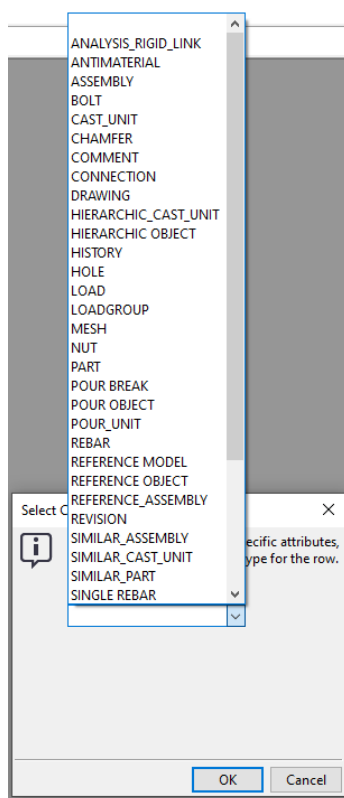 ANALYSIS_RIGID_LINK
ANTIMATERIAL
ASSEMBLY
BOLT
CAST_UNIT
CHAMFER
COMMENT
CONNECTION
DRAWING
HIERARCHIC_CAST_UNIT
HIERARCHIC OBJECT
HISTORY
HOLE
LOAD
LOADGROUP
MESH
NUT
PART
POUR BREAK
POUR OBJECT
POUR_UNIT
REBAR
REFERENCE MODEL
REFERENCE OBJECT
REFERENCE_ASSEMBLY
REVISION
SIMILAR_ASSEMBLY
SIMILAR_CAST_UNIT
SIMILAR_PART
SINGLE REBAR
Select C
ecific attributes,
ype for the row.
OK Cancel